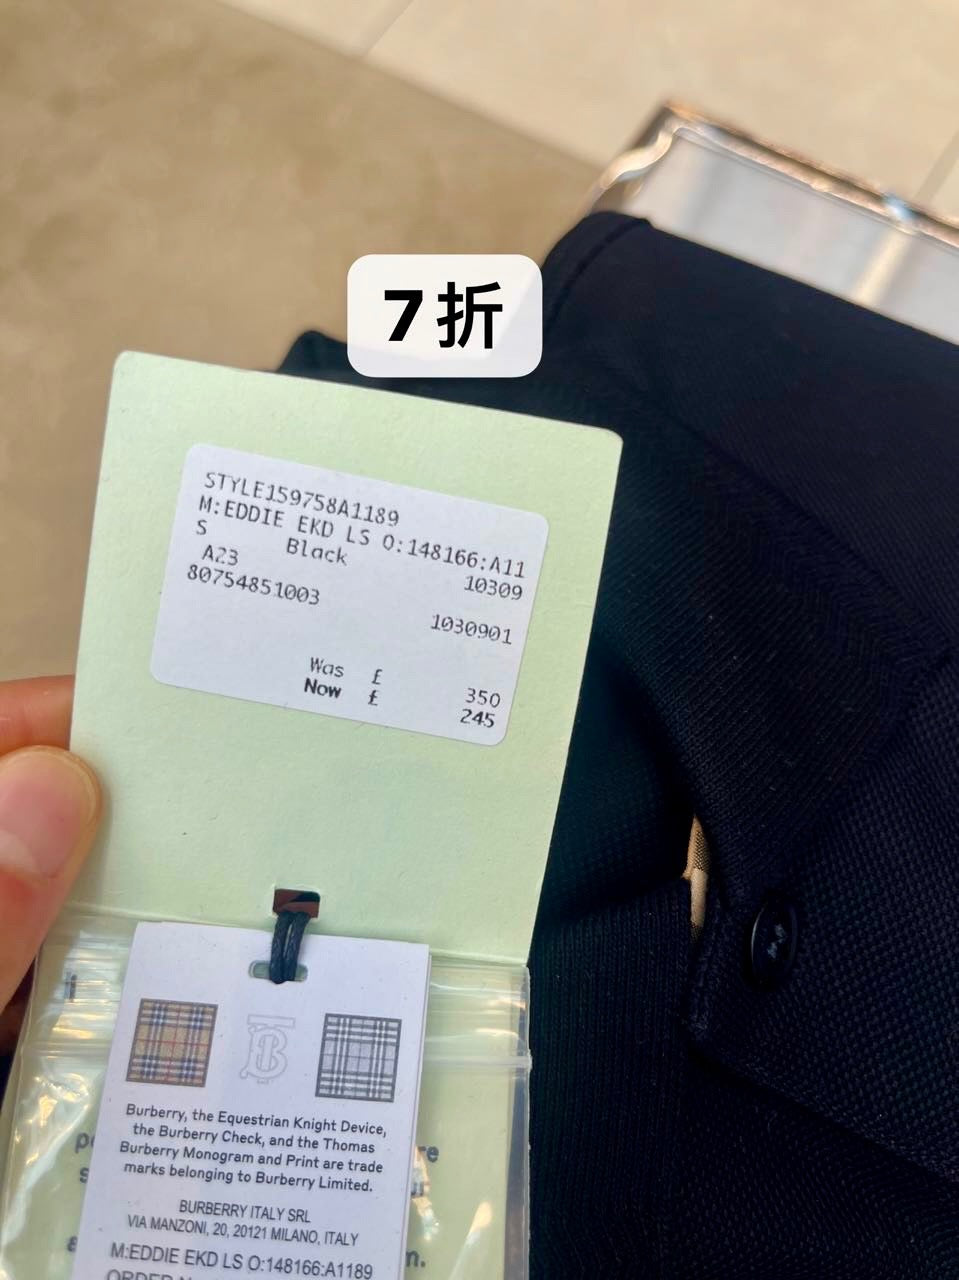 7折
STYLE159758A1189
M:EDDIE EKD LS O:148166:A11
S Black 10309
A23
80754851003 1030901
Was £ 350
Now £ 245
Burberry, the Equestrian Knight Device,
the Burberry Check, and the Thomas
Burberry Monogram and Print are trade
marks belonging to Burberry Limited.
BURBERRY ITALY SRL
VIA MANZONI, 20, 20121 MILANO, ITALY
M:EDDIE EKD LS O:148166:A1189